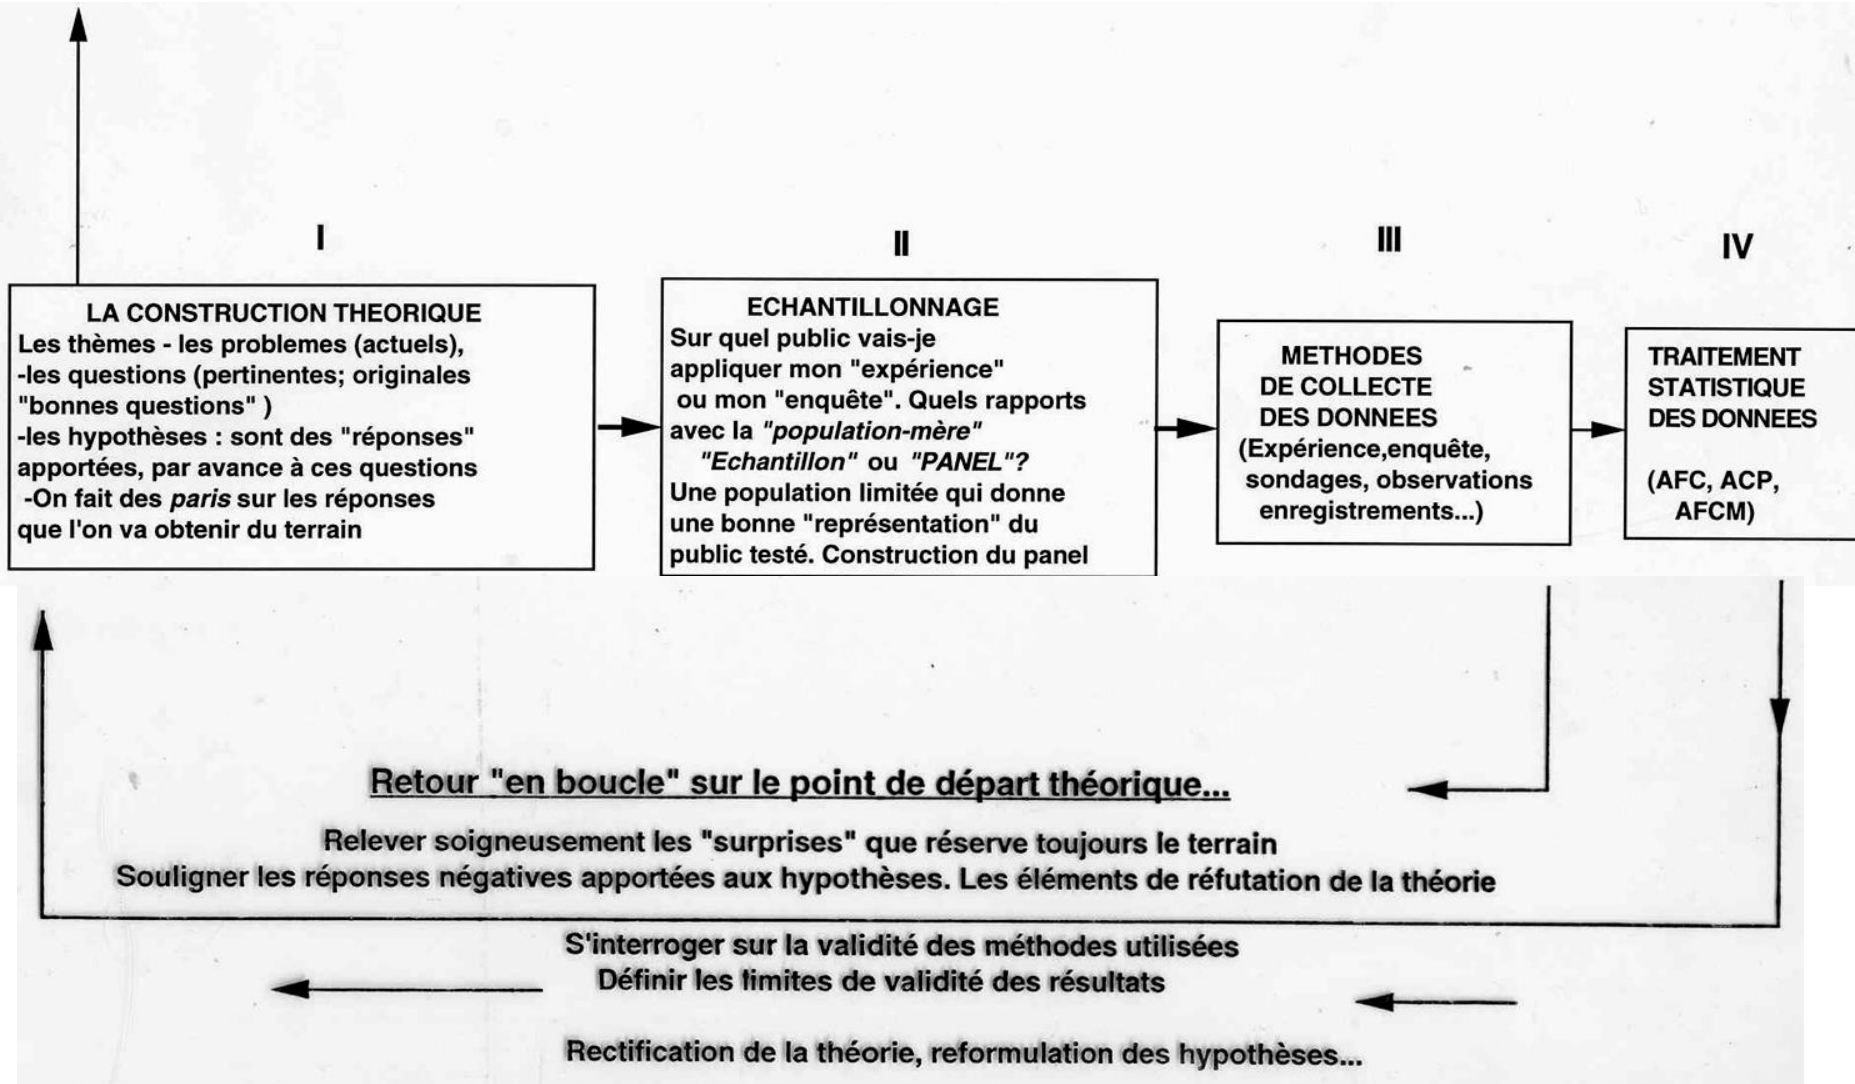 I
LA CONSTRUCTION THEORIQUE
Les thèmes - les problemes (actuels),
-les questions (pertinentes; originales
"bonnes questions" )
-les hypothèses : sont des "réponses"
apportées, par avance à ces questions
-On fait des paris sur les réponses
que l'on va obtenir du terrain
II
ECHANTILLONNAGE
Sur quel public vais-je
appliquer mon "expérience"
ou mon "enquête". Quels rapports
avec la "population-mère"
"Echantillon" ou "PANEL"?
Une population limitée qui donne
une bonne "représentation" du
public testé. Construction du panel
III
METHODES
DE COLLECTE
DES DONNEES
(Expérience,enquête,
sondages, observations
enregistrements...)
IV
TRAITEMENT
STATISTIQUE
DES DONNEES
(AFC, ACP,
AFCM)
Retour "en boucle" sur le point de départ théorique...
Relever soigneusement les "surprises" que réserve toujours le terrain
Souligner les réponses négatives apportées aux hypothèses. Les éléments de réfutation de la théorie
S'interroger sur la validité des méthodes utilisées
Définir les limites de validité des résultats
Rectification de la théorie, reformulation des hypothèses...